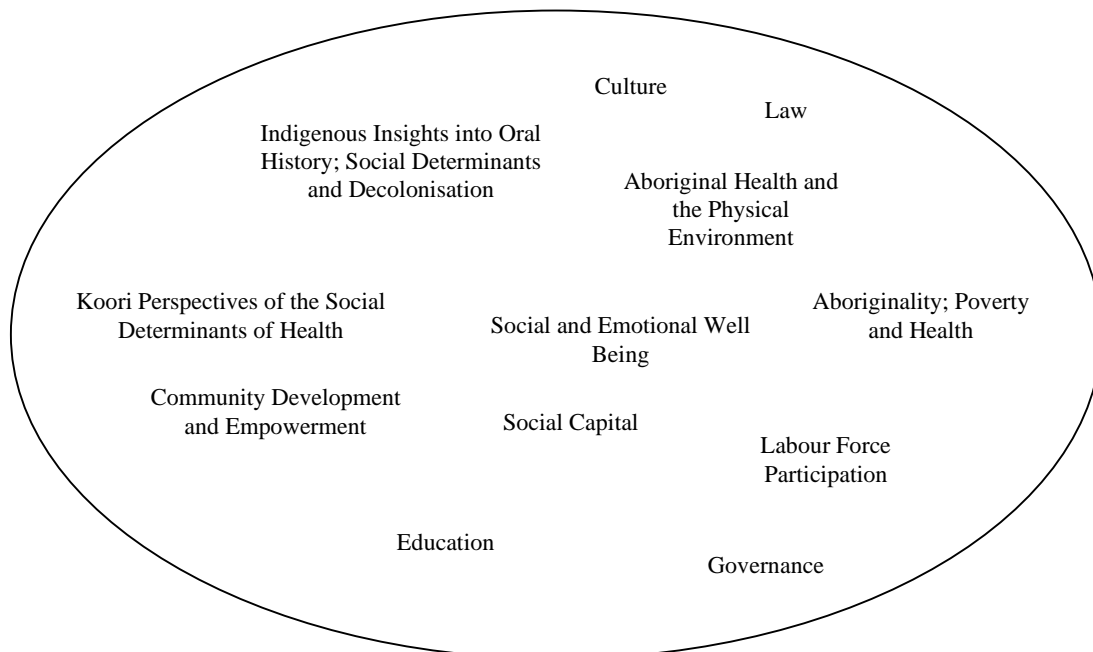 Culture
Law
Indigenous Insights into Oral
History; Social Determinants
and Decolonisation
Aboriginal Health and
the Physical
Environment
Koori Perspectives of the Social
Determinants of Health
Social and Emotional Well
Being
Aboriginality; Poverty
and Health
Community Development
and Empowerment
Social Capital
Labour Force
Participation
Education
Governance